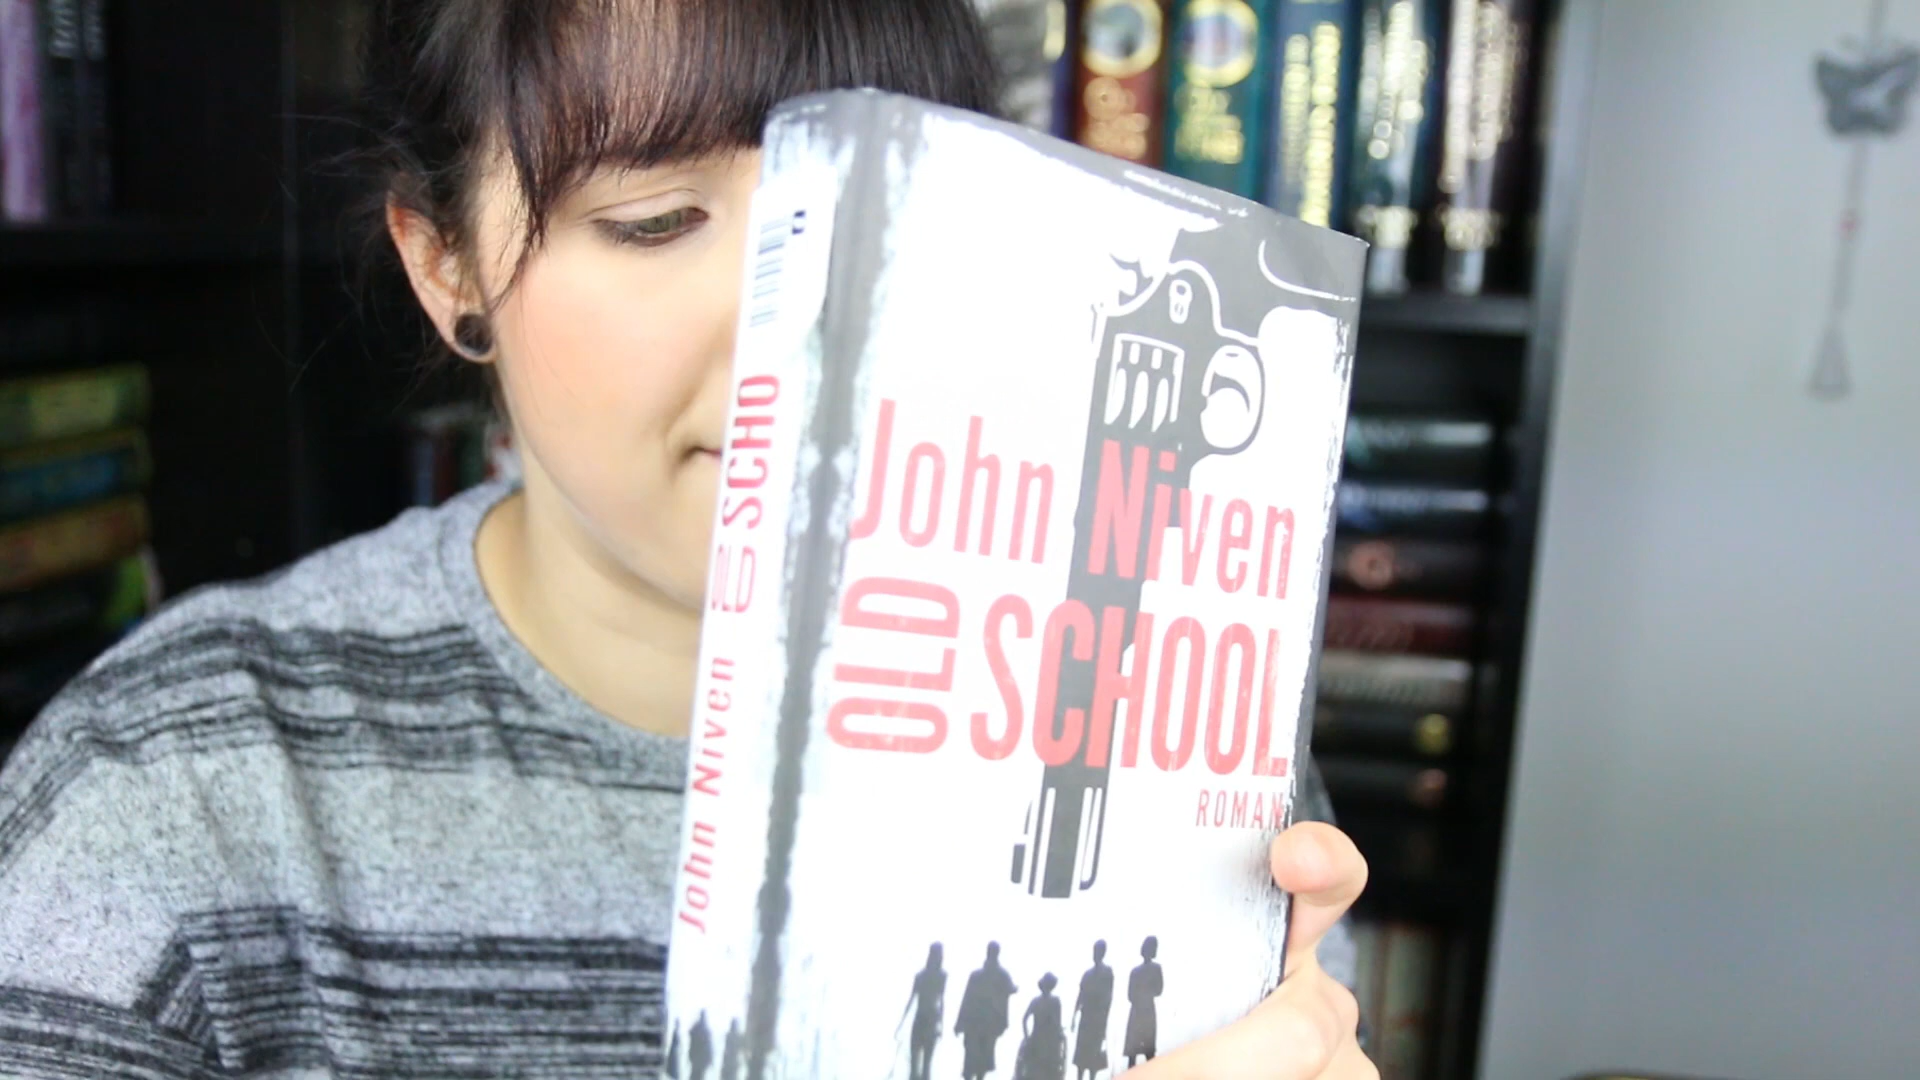 John Niven
OLD SCHOOL
ROMAN
John Niven OLD SCHO